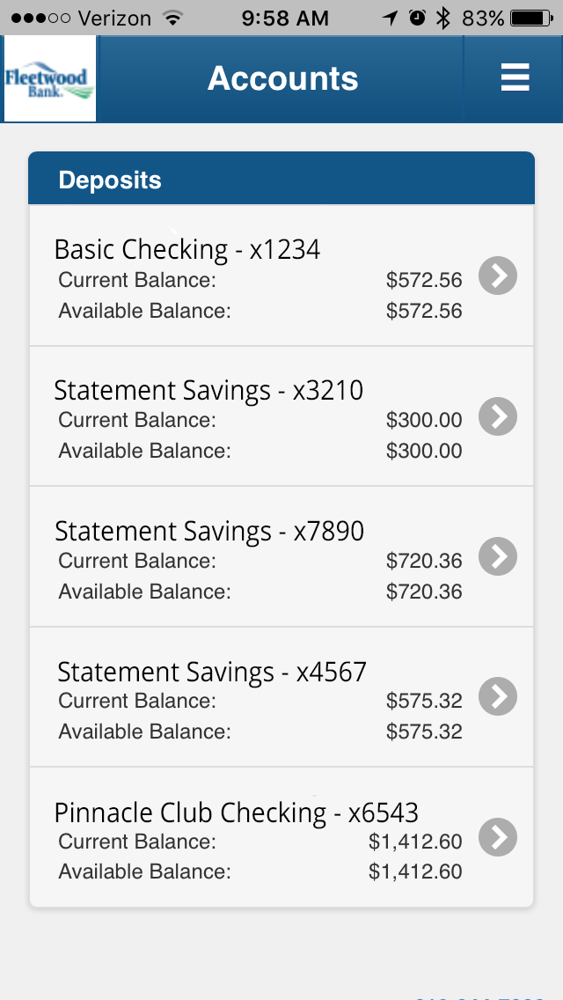 Verizon 9:58 AM 83%
Fleetwood
Bank.
Accounts
Deposits
Basic Checking - x1234
Current Balance: $572.56
Available Balance: $572.56
Statement Savings - x3210
Current Balance: $300.00
Available Balance: $300.00
Statement Savings - x7890
Current Balance: $720.36
Available Balance: $720.36
Statement Savings - x4567
Current Balance: $575.32
Available Balance: $575.32
Pinnacle Club Checking - x6543
Current Balance: $1,412.60
Available Balance: $1,412.60